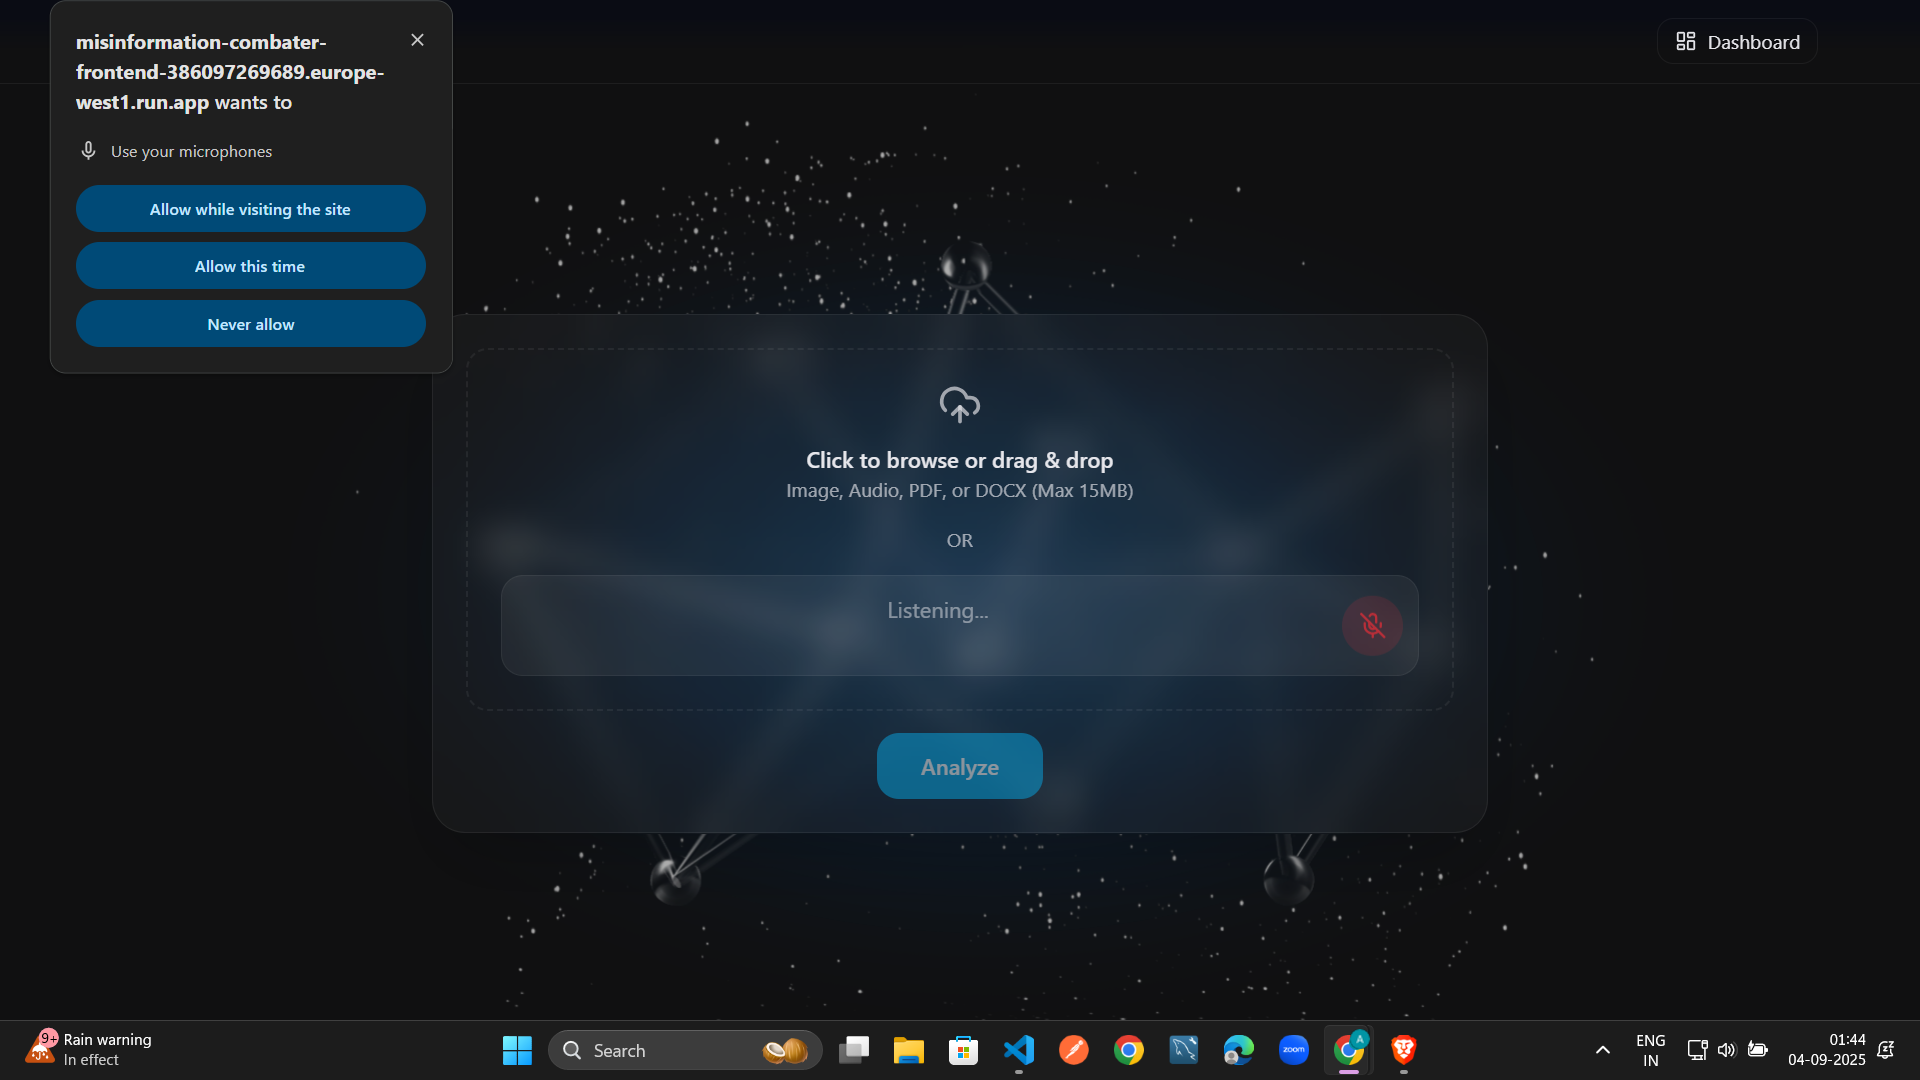 misinformation-combater-
frontend-386097269689.europe-
west1.run.app wants to
Use your microphones
Allow while visiting the site
Allow this time
Never allow
Dashboard
Click to browse or drag & drop
Image, Audio, PDF, or DOCX (Max 15MB)
OR
Listening...
Analyze
9+
Rain warning
In effect
Search
zoom
A
ENG
IN
01:44
04-09-2025